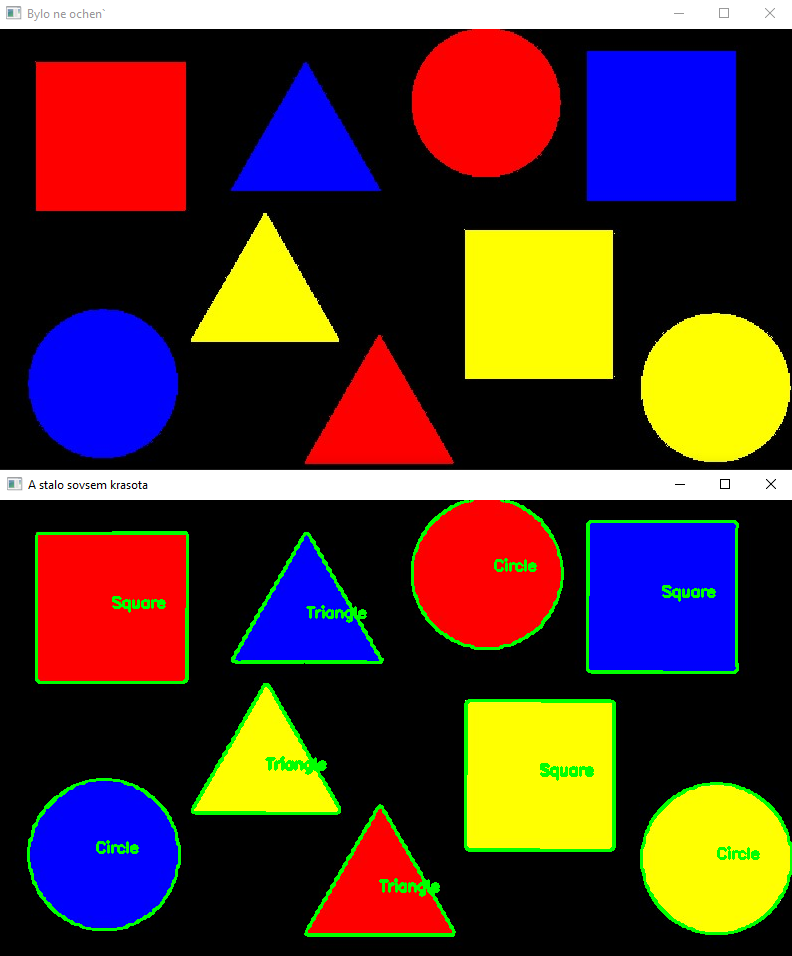 Bylo ne ochen`
A stalo sovsem krasota
Circle
Square
Square
Triangle
Triangle
Square
Circle
Circle
Triangle